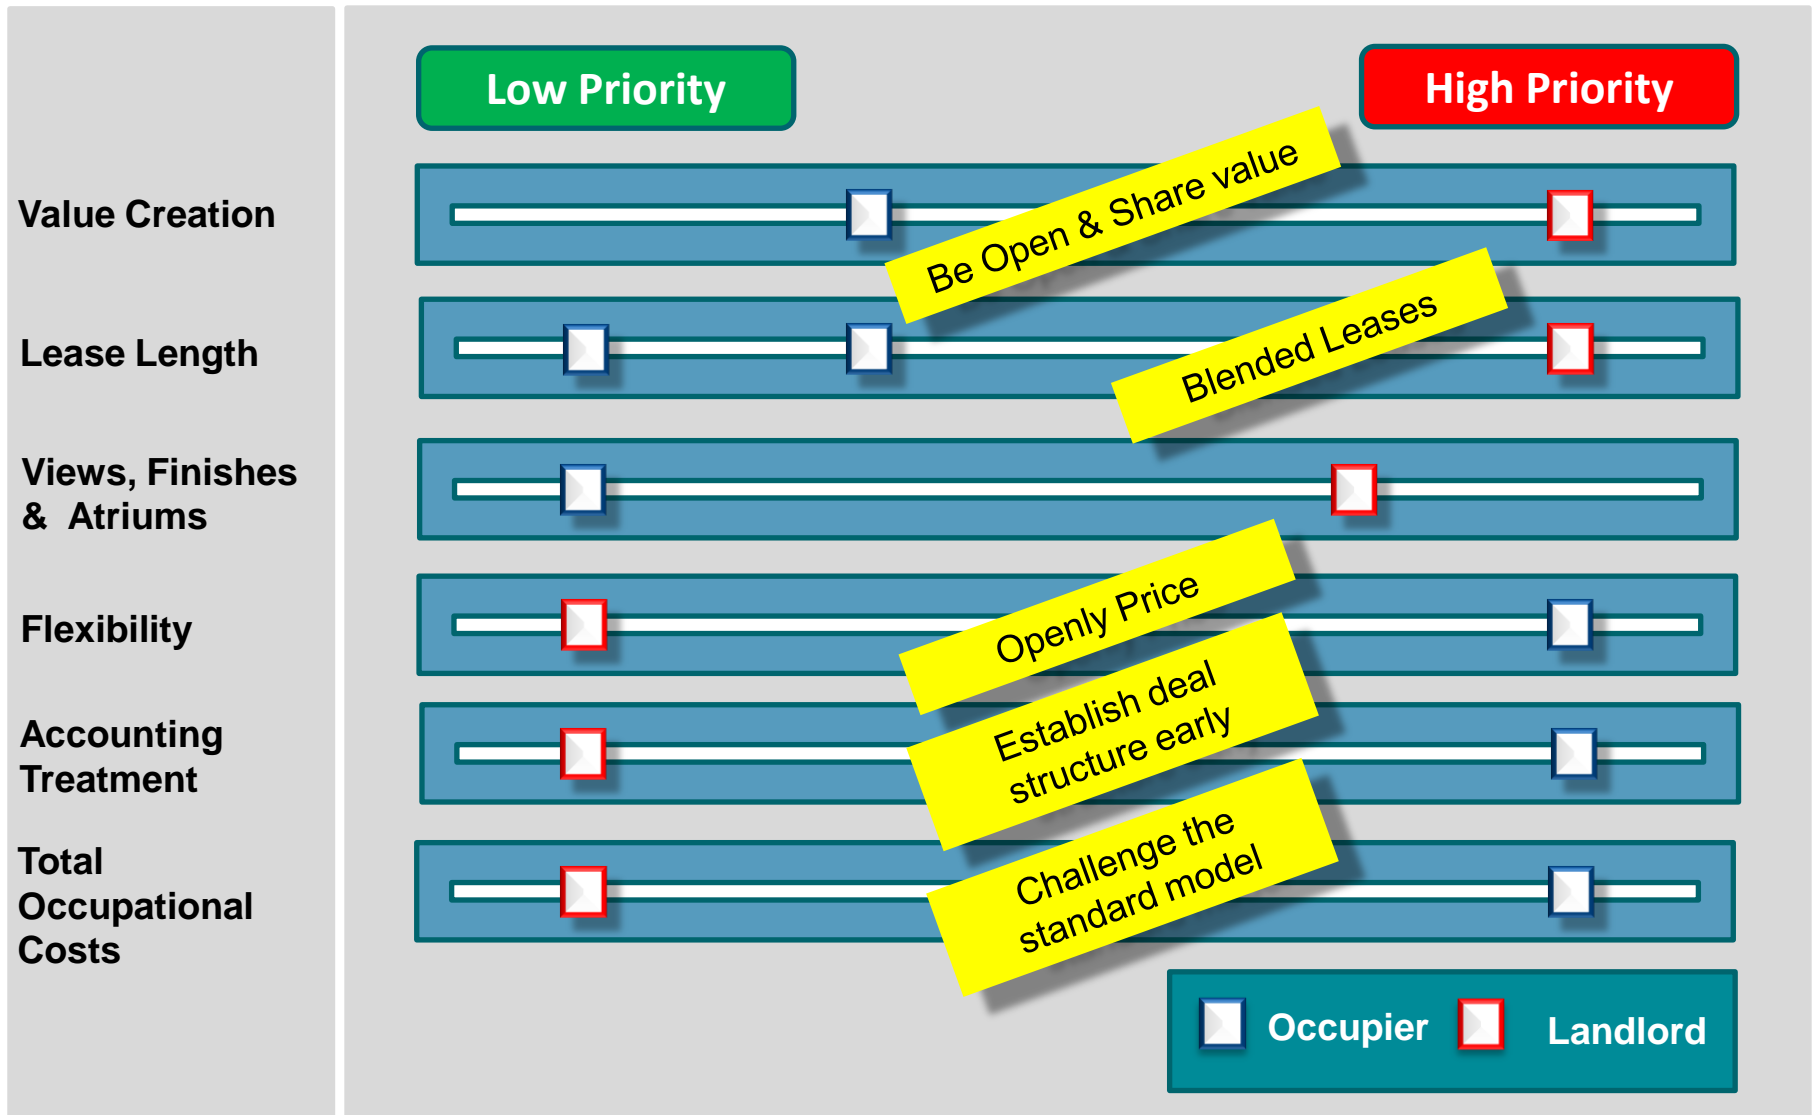 Low Priority
High Priority
Value Creation
Be Open & Share value
Lease Length
Blended Leases
Views, Finishes
& Atriums
Flexibility
Openly Price
Accounting
Treatment
Establish deal
structure early
Total
Occupational
Costs
Challenge the
standard model
Occupier
Landlord